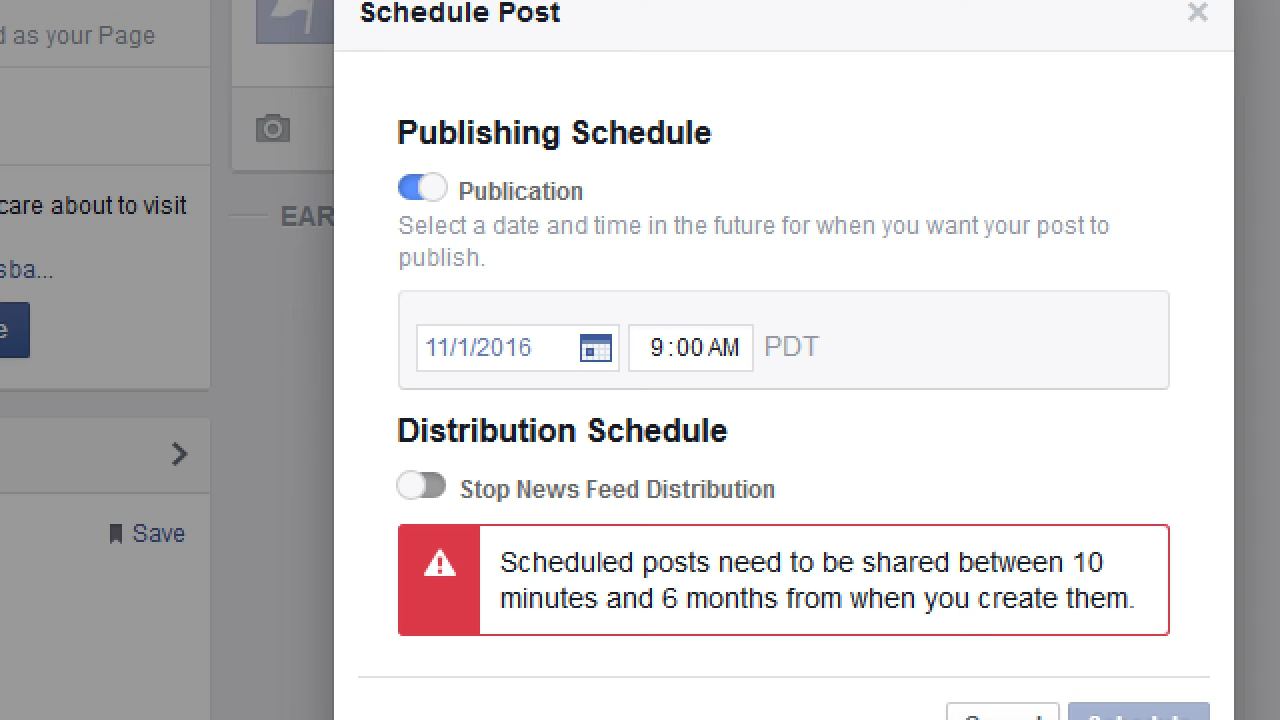 Schedule Post
d as your Page
Publishing Schedule
Publication
Select a date and time in the future for when you want your post to
publish.
care about to visit
EAR
sba...
e
11/1/2016 9:00 AM PDT
Distribution Schedule
Stop News Feed Distribution
Save
Scheduled posts need to be shared between 10
minutes and 6 months from when you create them.